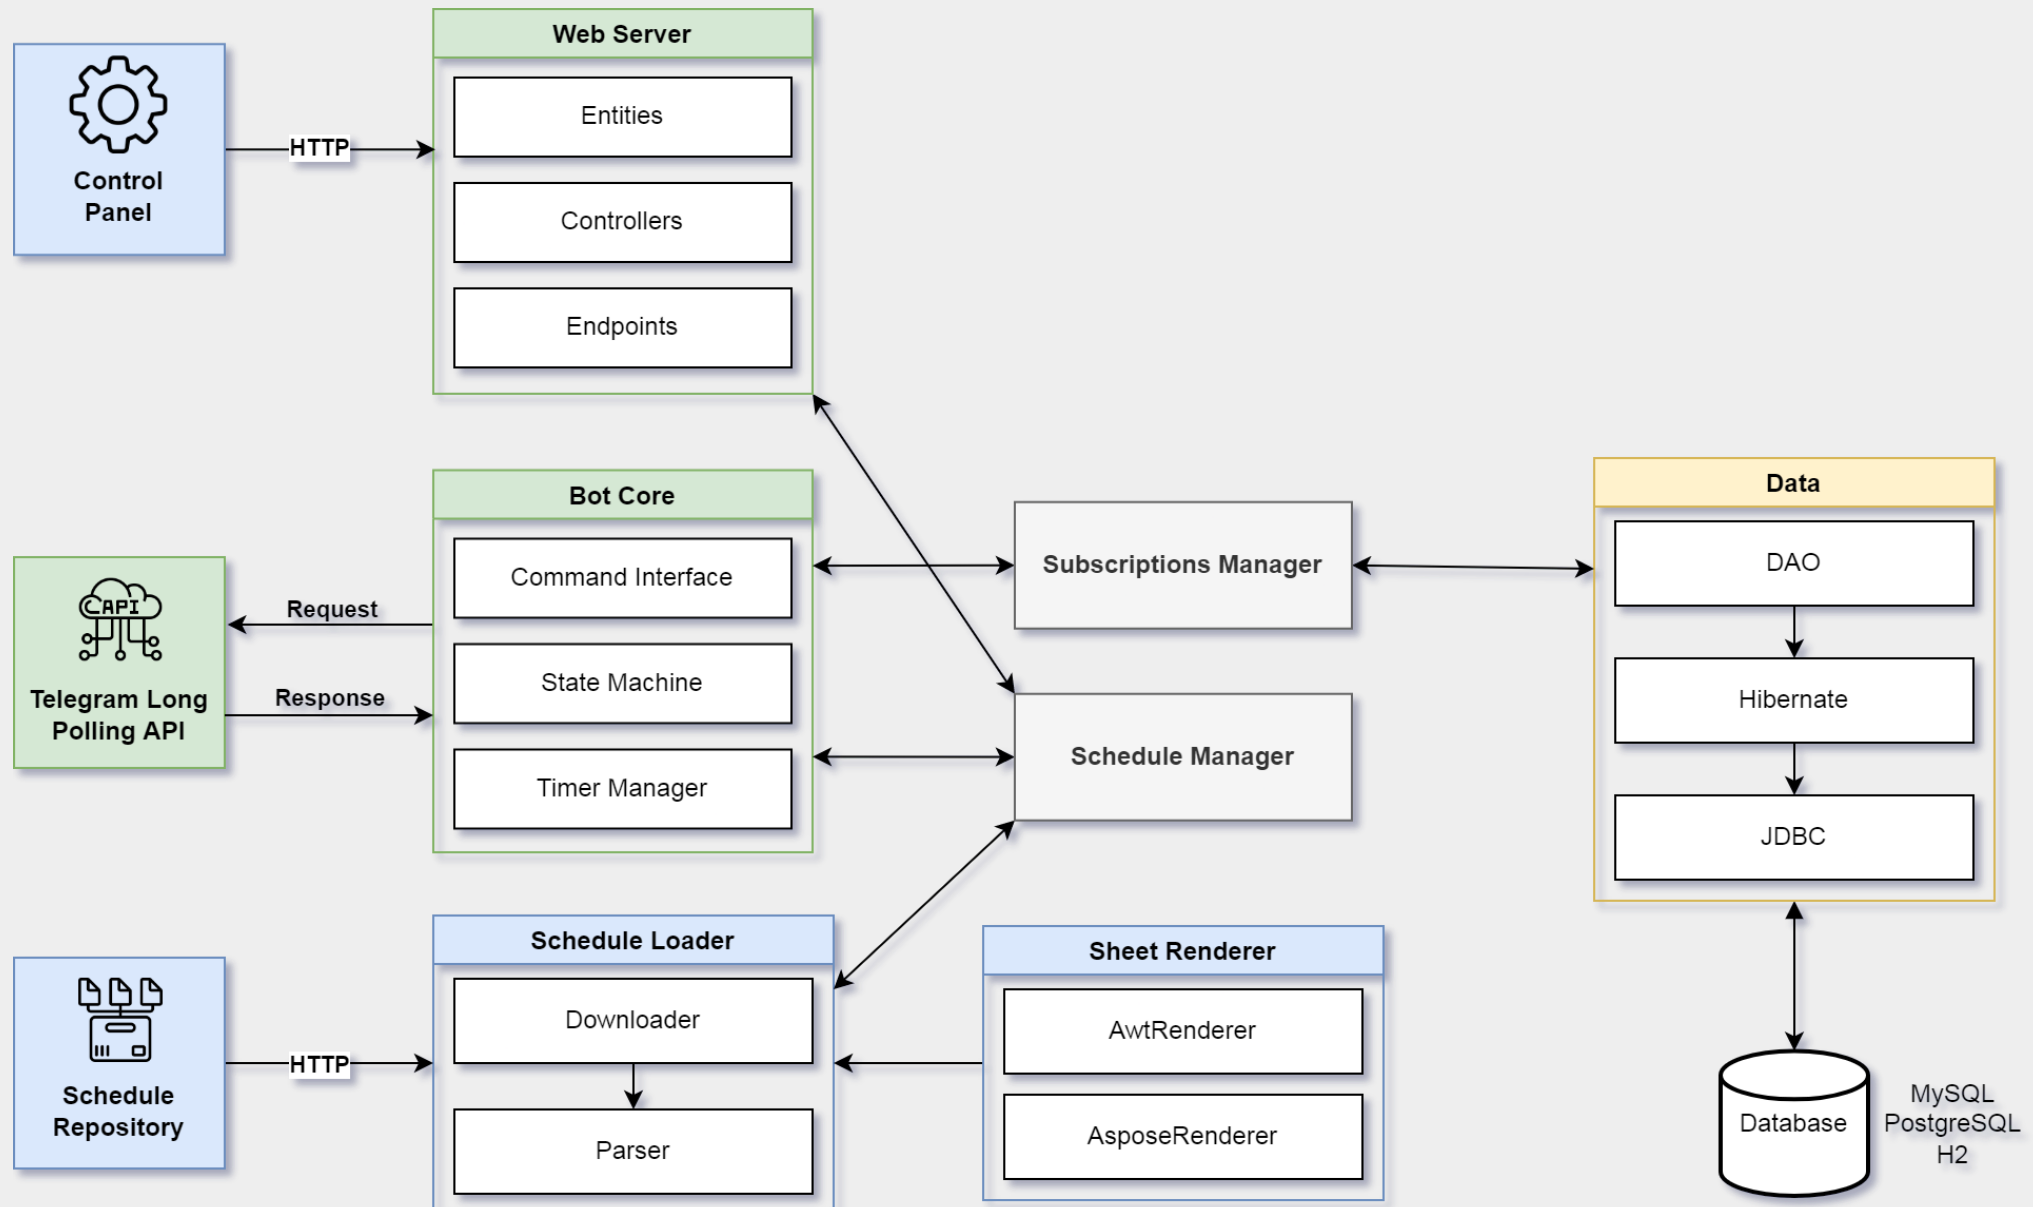 Web Server
Entities
Controllers
Endpoints
Control
Panel
HTTP
Bot Core
Command Interface
State Machine
Timer Manager
API
Telegram Long
Polling API
Request
Response
Subscriptions Manager
Schedule Manager
Data
DAO
Hibernate
JDBC
Schedule Loader
Downloader
Parser
Schedule
Repository
HTTP
Sheet Renderer
AwtRenderer
AsposeRenderer
Database
MySQL
PostgreSQL
H2